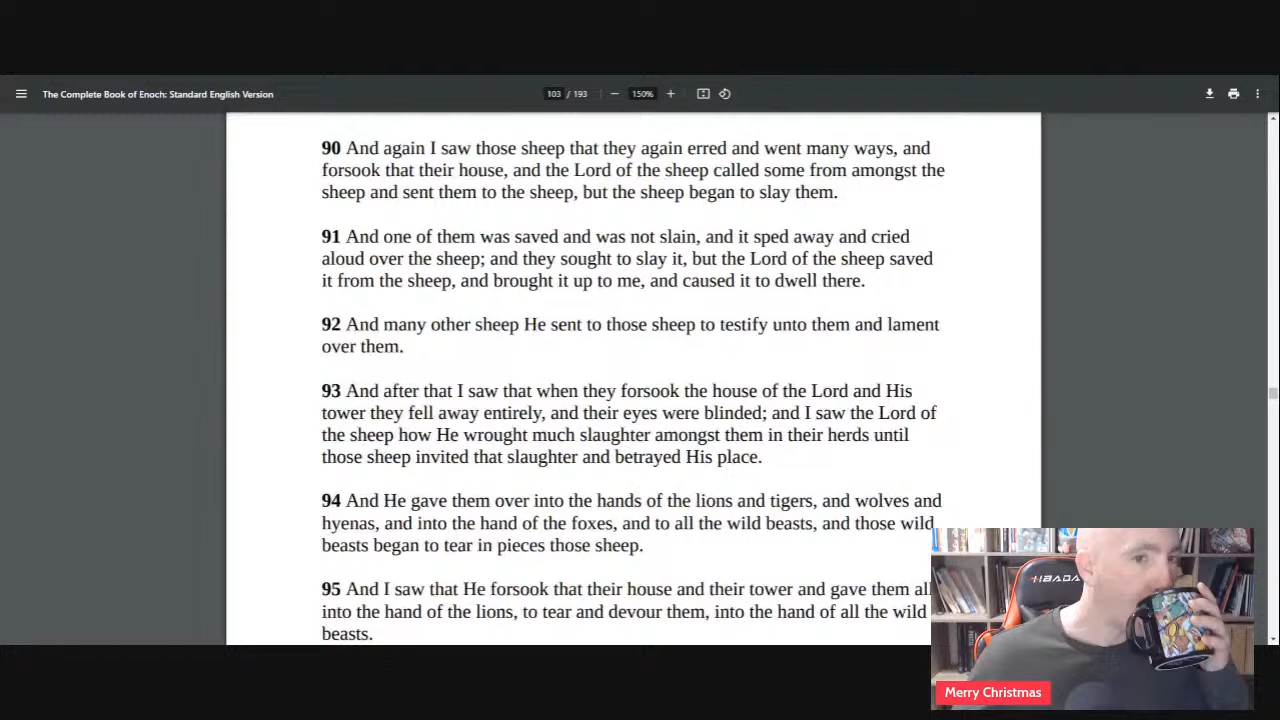 The Complete Book of Enoch: Standard English Version
103 / 193
150%
90 And again I saw those sheep that they again erred and went many ways, and
forsook that their house, and the Lord of the sheep called some from amongst the
sheep and sent them to the sheep, but the sheep began to slay them.
91 And one of them was saved and was not slain, and it sped away and cried
aloud over the sheep; and they sought to slay it, but the Lord of the sheep saved
it from the sheep, and brought it up to me, and caused it to dwell there.
92 And many other sheep He sent to those sheep to testify unto them and lament
over them.
93 And after that I saw that when they forsook the house of the Lord and His
tower they fell away entirely, and their eyes were blinded; and I saw the Lord of
the sheep how He wrought much slaughter amongst them in their herds until
those sheep invited that slaughter and betrayed His place.
94 And He gave them over into the hands of the lions and tigers, and wolves and
hyenas, and into the hand of the foxes, and to all the wild beasts, and those wild
beasts began to tear in pieces those sheep.
95 And I saw that He forsook that their house and their tower and gave them all
into the hand of the lions, to tear and devour them, into the hand of all the wild
beasts.
HBADA
Merry Christmas